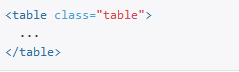 <table class="table">
  ...
</table>